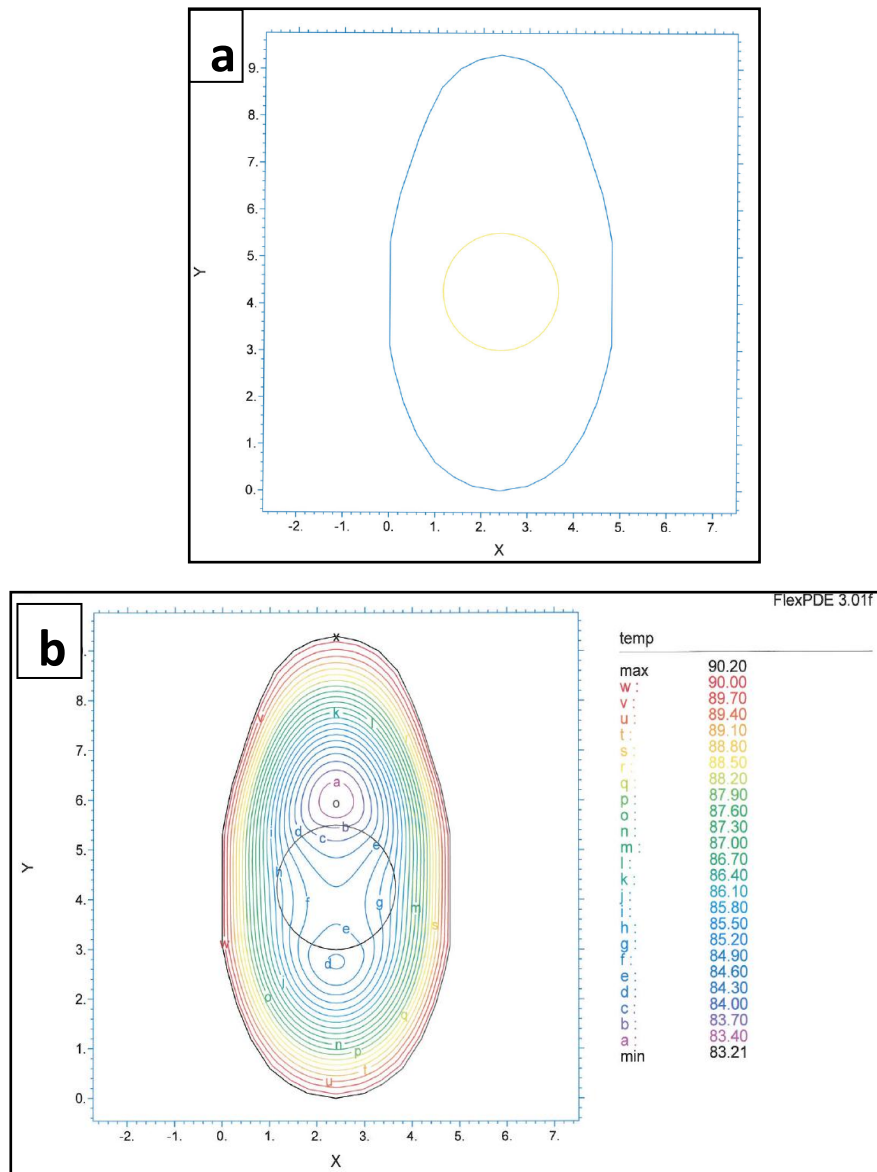 a
9.
8.
7.
6.
5.
4.
3.
2.
1.
0.
Y
-2. -1. 0. 1. 2. 3. 4. 5. 6. 7.
X
b
FlexPDE 3.01f
8.
7.
6.
5.
4.
3.
2.
1.
0.
Y
x
v
k
l
r
a
o
b
d
c
i
e
h
f
g
m
s
e
w
d
j
q
n
p
t
u
-2. -1. 0. 1. 2. 3. 4. 5. 6. 7.
X
temp
max 90.20
w : 90.00
v : 89.70
u : 89.40
t : 89.10
s : 88.80
r : 88.50
q : 88.20
p : 87.90
o : 87.60
n : 87.30
m : 87.00
l : 86.70
k : 86.40
j : 86.10
i : 85.80
h : 85.50
g : 85.20
f : 84.90
e : 84.60
d : 84.30
c : 84.00
b : 83.70
a : 83.40
min 83.21